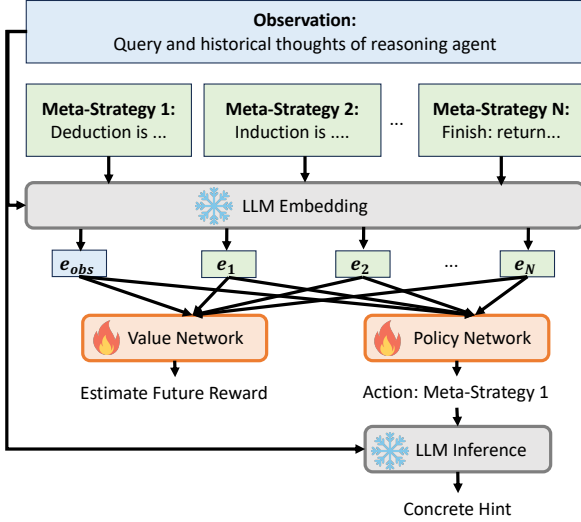 Observation:
Query and historical thoughts of reasoning agent
Meta-Strategy 1:
Deduction is ...
Meta-Strategy 2:
Induction is ....
...
Meta-Strategy N:
Finish: return...
LLM Embedding
e_obs
e_1
e_2
...
e_N
Value Network
Policy Network
Estimate Future Reward
Action: Meta-Strategy 1
LLM Inference
Concrete Hint